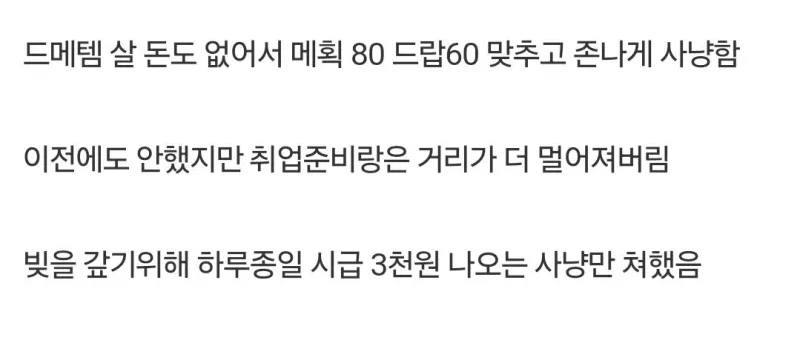 드메템 살 돈도 없어서 메획 80 드랍60 맞추고 존나게 사냥함
이전에도 안했지만 취업준비랑은 거리가 더 멀어져버림
빚을 갚기위해 하루종일 시급 3천원 나오는 사냥만 쳐했음